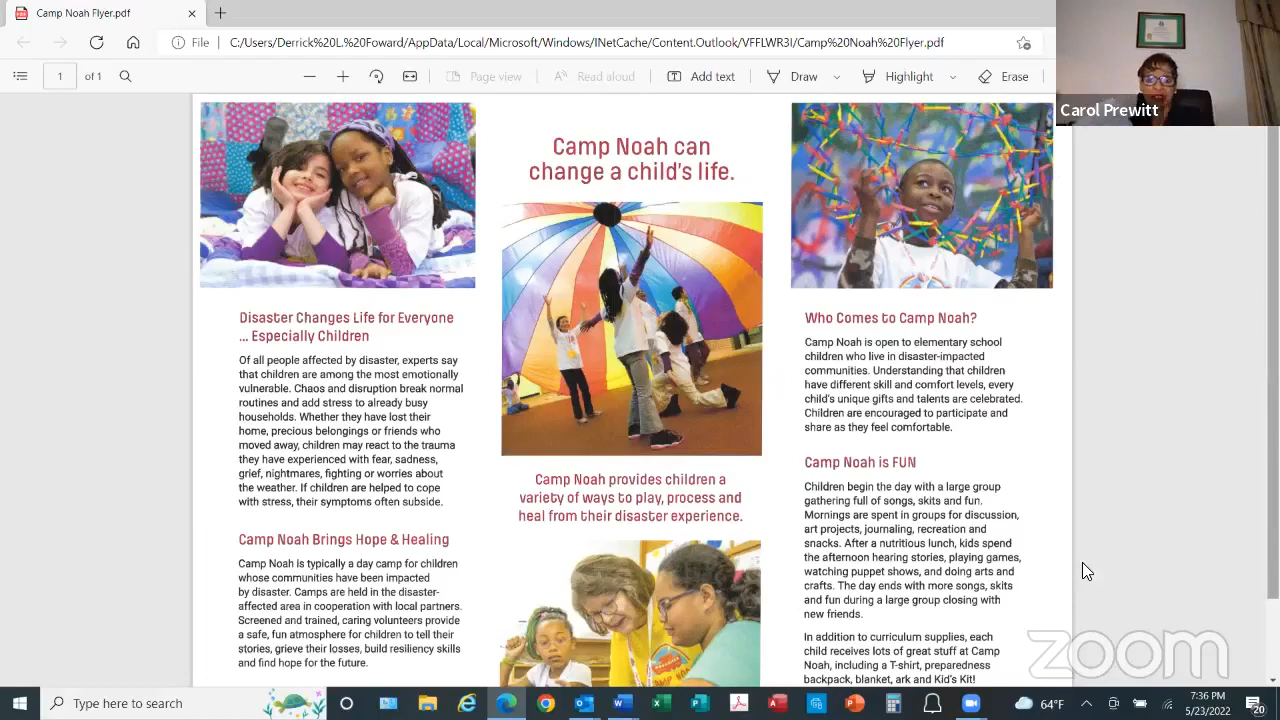 Camp Noah Flyer.pdf
File
C:/Users/Derrick%20L.%20Foward/AppData/Local/Microsoft/Windows/INetCache/Content.Outlook/VFFLWR3I/Camp%20Noah%20Flyer.pdf
1 of 1
Page view
Read aloud
Add text
Draw
Highlight
Erase
Carol Prewitt
Camp Noah can
change a child's life.
Disaster Changes Life for Everyone
... Especially Children
Of all people affected by disaster, experts say
that children are among the most emotionally
vulnerable. Chaos and disruption break normal
routines and add stress to already busy
households. Whether they have lost their
home, precious belongings or friends who
moved away, children may react to the trauma
they have experienced with fear, sadness,
grief, nightmares, fighting or worries about
the weather. If children are helped to cope
with stress, their symptoms often subside.
Camp Noah Brings Hope & Healing
Camp Noah is typically a day camp for children
whose communities have been impacted
by disaster. Camps are held in the disaster-
affected area in cooperation with local partners.
Screened and trained, caring volunteers provide
a safe, fun atmosphere for children to tell their
stories, grieve their losses, build resiliency skills
and find hope for the future.
Camp Noah provides children a
variety of ways to play, process and
heal from their disaster experience.
Who Comes to Camp Noah?
Camp Noah is open to elementary school
children who live in disaster-impacted
communities. Understanding that children
have different skill and comfort levels, every
child's unique gifts and talents are celebrated.
Children are encouraged to participate and
share as they feel comfortable.
Camp Noah is FUN
Children begin the day with a large group
gathering full of songs, skits and fun.
Mornings are spent in groups for discussion,
art projects, journaling, recreation and
snacks. After a nutritious lunch, kids spend
the afternoon hearing stories, playing games,
watching puppet shows, and doing arts and
crafts. The day ends with more songs, skits
and fun during a large group closing with
new friends.
In addition to curriculum supplies, each
child receives lots of great stuff at Camp
Noah, including a T-shirt, preparedness
backpack, blanket, ark and Kid's Kit!
zoom
Type here to search
64°F
7:36 PM
5/23/2022
20